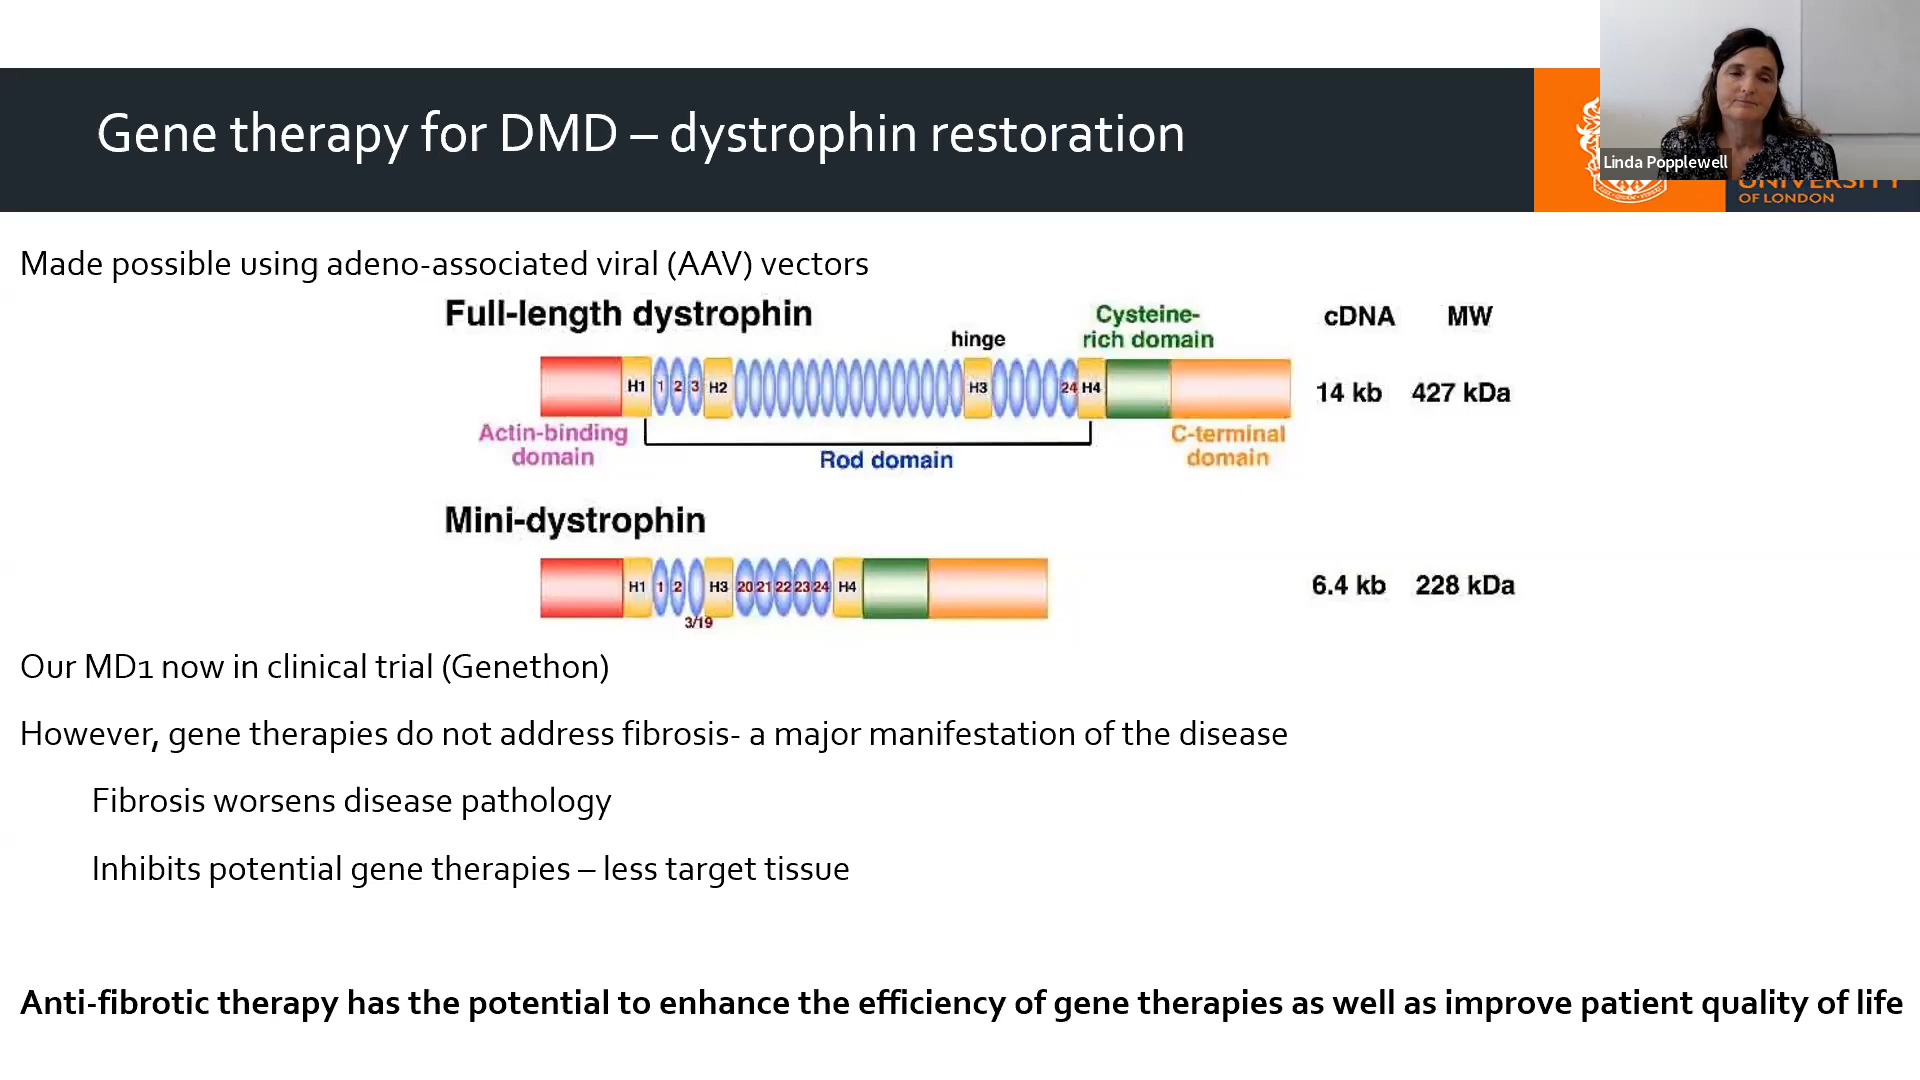 Gene therapy for DMD – dystrophin restoration
Linda Popplewell
UNIVERSITY
OF LONDON
Made possible using adeno-associated viral (AAV) vectors
Full-length dystrophin
Cysteine-
rich domain
cDNA MW
hinge
H1 1 2 3 H2 H3 24 H4
14 kb 427 kDa
Actin-binding
domain
Rod domain
C-terminal
domain
Mini-dystrophin
H1 1 2 H3 20 21 22 23 24 H4
3/19
6.4 kb 228 kDa
Our MD1 now in clinical trial (Genethon)
However, gene therapies do not address fibrosis- a major manifestation of the disease
Fibrosis worsens disease pathology
Inhibits potential gene therapies – less target tissue
Anti-fibrotic therapy has the potential to enhance the efficiency of gene therapies as well as improve patient quality of life